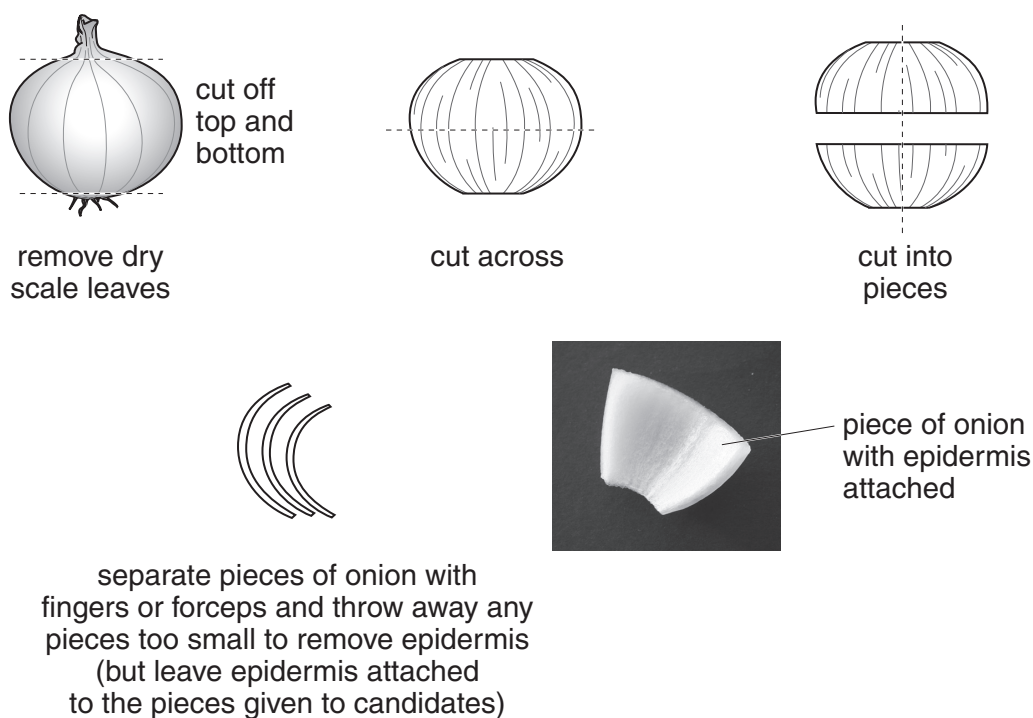 cut off
top and
bottom
remove dry
scale leaves
cut across
cut into
pieces
piece of onion
with epidermis
attached
separate pieces of onion with
fingers or forceps and throw away any
pieces too small to remove epidermis
(but leave epidermis attached
to the pieces given to candidates)